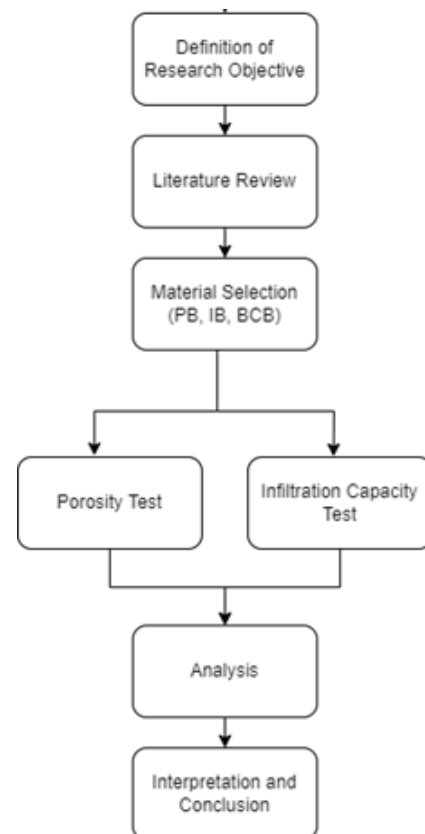 Definition of
Research Objective
Literature Review
Material Selection
(PB, IB, BCB)
Porosity Test
Infiltration Capacity
Test
Analysis
Interpretation and
Conclusion